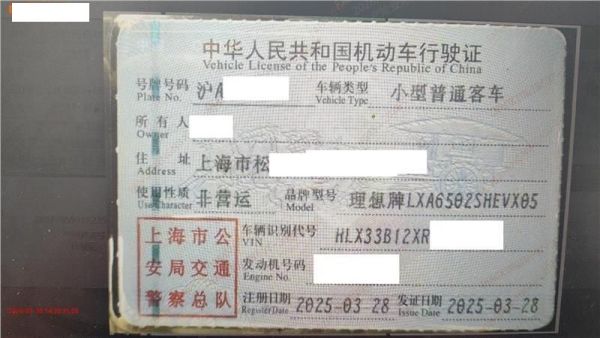 中华人民共和国机动车行驶证
Vehicle License of the People's Republic of China
号牌号码 沪A 车辆类型 小型普通客车
Plate No. Vehicle Type
所有人
Owner
住址 上海市松
Address
使用性质 非营运 品牌型号 理想牌LXA6502SHEVX05
Use Character Model
上海市公 车辆识别代号 HLX33B12XR
安局交通 VIN
警察总队 发动机号码
Engine No.
注册日期 2025-03-28 发证日期 2025-03-28
Register Date Issue Date